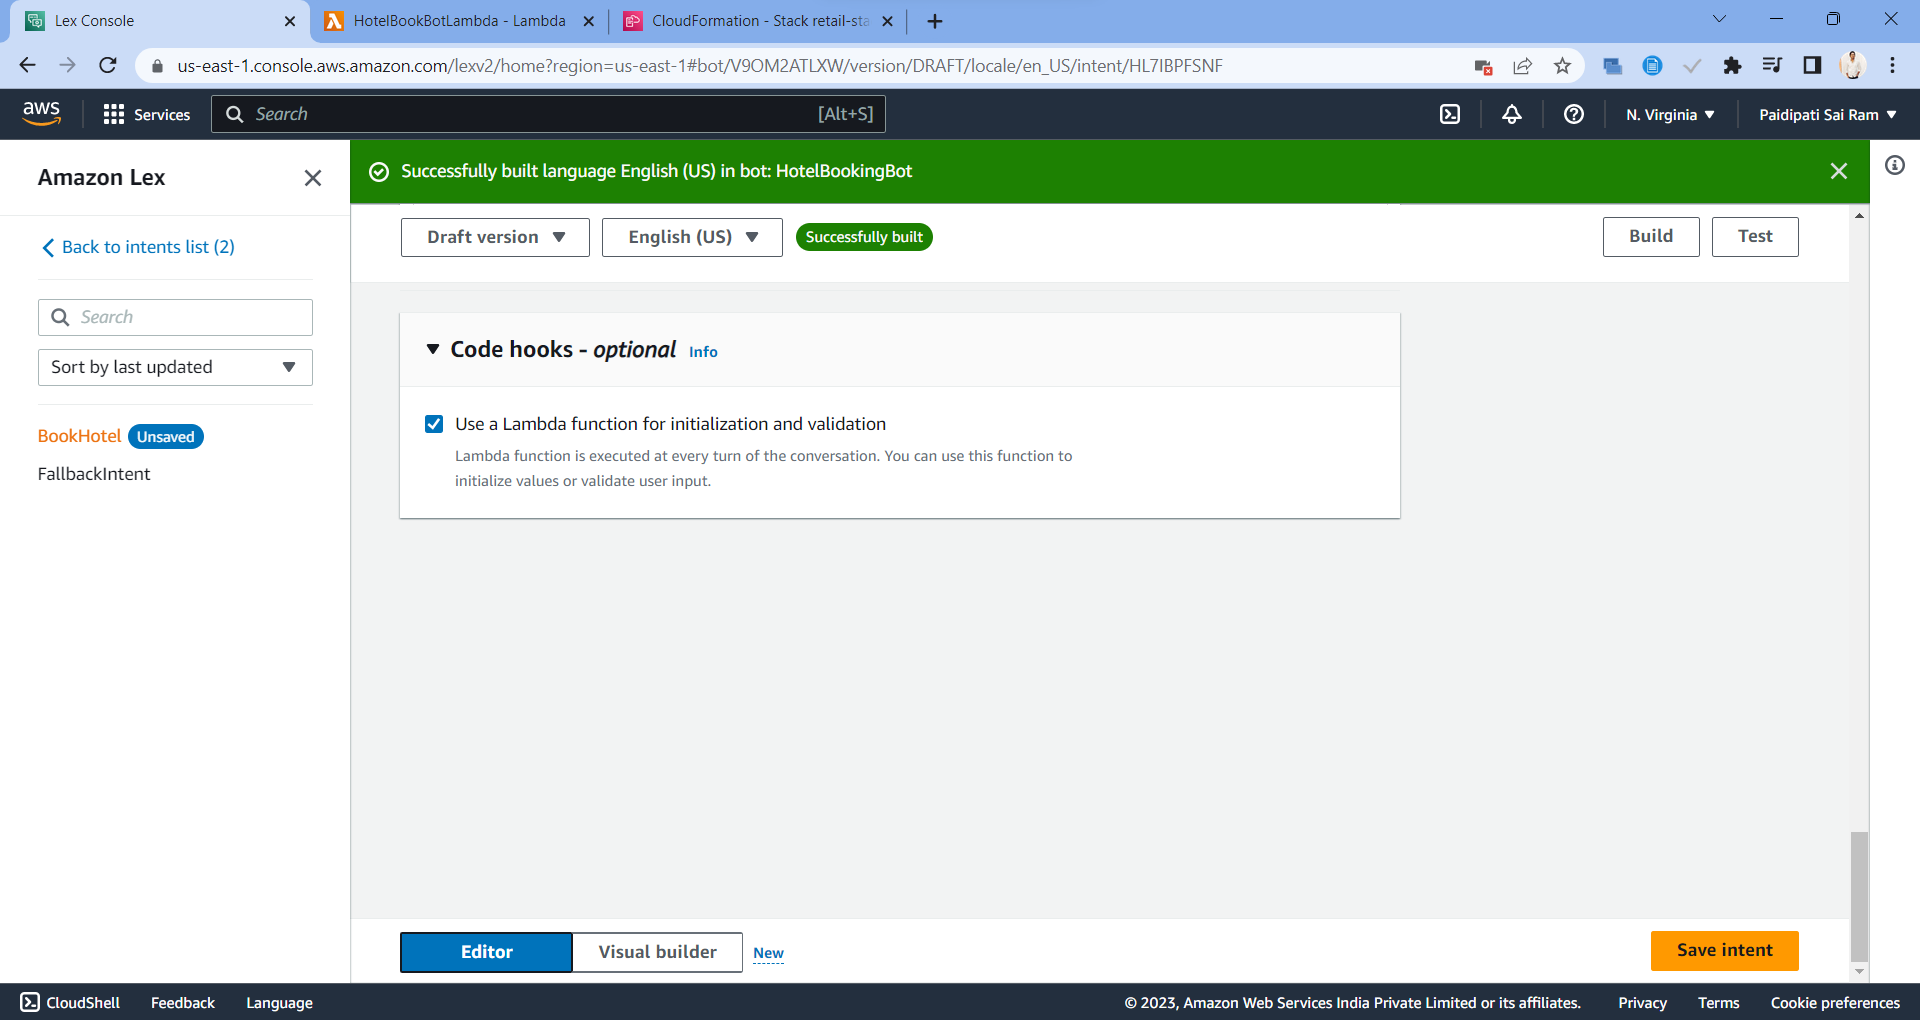 Lex Console
HotelBookBotLambda - Lambda
CloudFormation - Stack retail-sta
us-east-1.console.aws.amazon.com/lexv2/home?region=us-east-1#bot/V9OM2ATLXW/version/DRAFT/locale/en_US/intent/HL7IBPFSNF
aws
Services
Search
[Alt+S]
N. Virginia
Paidipati Sai Ram
Amazon Lex
Successfully built language English (US) in bot: HotelBookingBot
Back to intents list (2)
Draft version
English (US)
Successfully built
Build
Test
Search
Sort by last updated
BookHotel Unsaved
FallbackIntent
Code hooks - optional Info
Use a Lambda function for initialization and validation
Lambda function is executed at every turn of the conversation. You can use this function to
initialize values or validate user input.
Editor
Visual builder
New
Save intent
CloudShell
Feedback
Language
© 2023, Amazon Web Services India Private Limited or its affiliates.
Privacy
Terms
Cookie preferences